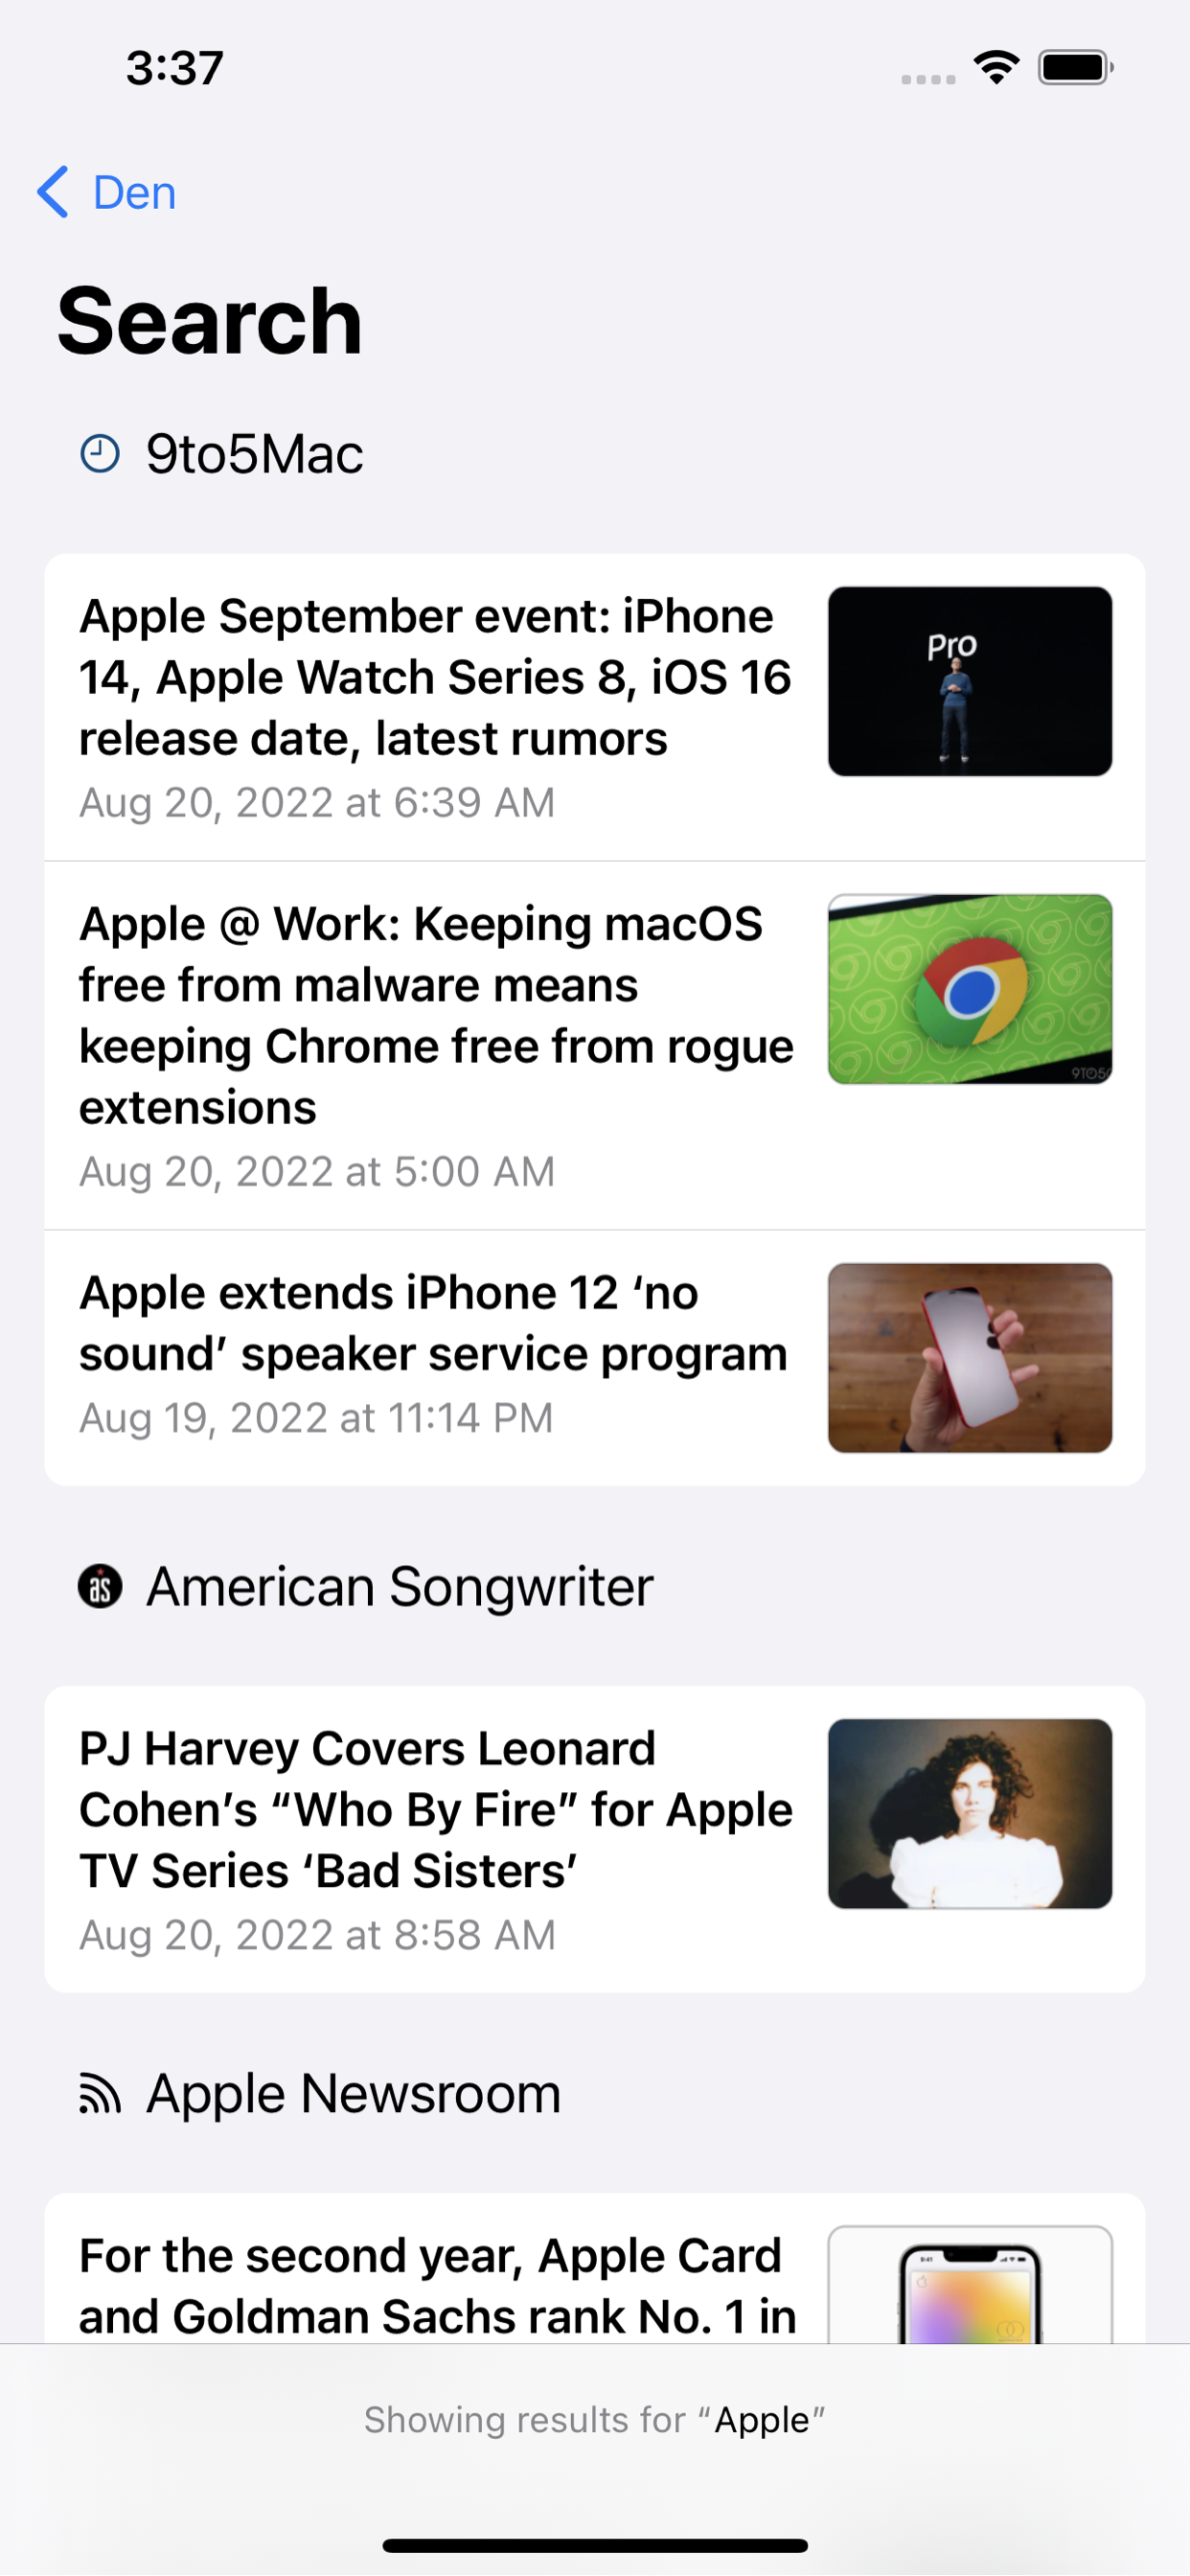 3:37
Den
Search
9to5Mac
Apple September event: iPhone
14, Apple Watch Series 8, iOS 16
release date, latest rumors
Aug 20, 2022 at 6:39 AM
Pro
Apple @ Work: Keeping macOS
free from malware means
keeping Chrome free from rogue
extensions
Aug 20, 2022 at 5:00 AM
9TO5G
Apple extends iPhone 12 ‘no
sound’ speaker service program
Aug 19, 2022 at 11:14 PM
as American Songwriter
PJ Harvey Covers Leonard
Cohen’s “Who By Fire” for Apple
TV Series ‘Bad Sisters’
Aug 20, 2022 at 8:58 AM
Apple Newsroom
For the second year, Apple Card
and Goldman Sachs rank No. 1 in
9:41
Showing results for “Apple”